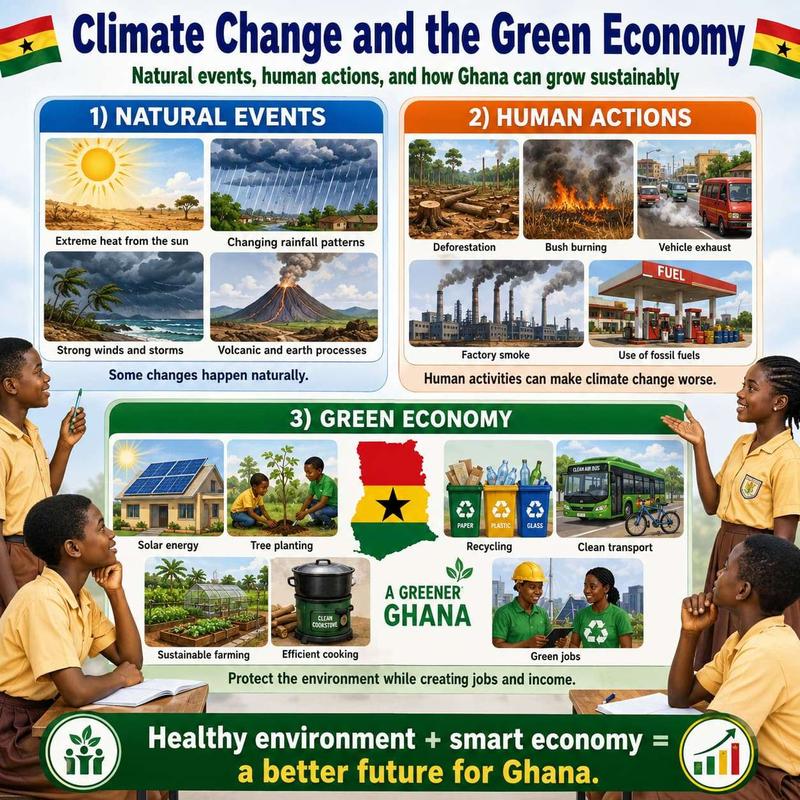 Climate Change and the Green Economy
Natural events, human actions, and how Ghana can grow sustainably
1) NATURAL EVENTS
Extreme heat from the sun
Changing rainfall patterns
Strong winds and storms
Volcanic and earth processes
Some changes happen naturally.
2) HUMAN ACTIONS
Deforestation
Bush burning
Vehicle exhaust
FUEL
Factory smoke
Use of fossil fuels
Human activities can make climate change worse.
3) GREEN ECONOMY
CLEAN AIR BUS
PAPER
PLASTIC
GLASS
Solar energy
Tree planting
Recycling
Clean transport
CLEAN
COOKSTOVE
A GREENER
GHANA
Sustainable farming
Efficient cooking
Green jobs
Protect the environment while creating jobs and income.
Healthy environment + smart economy =
a better future for Ghana.